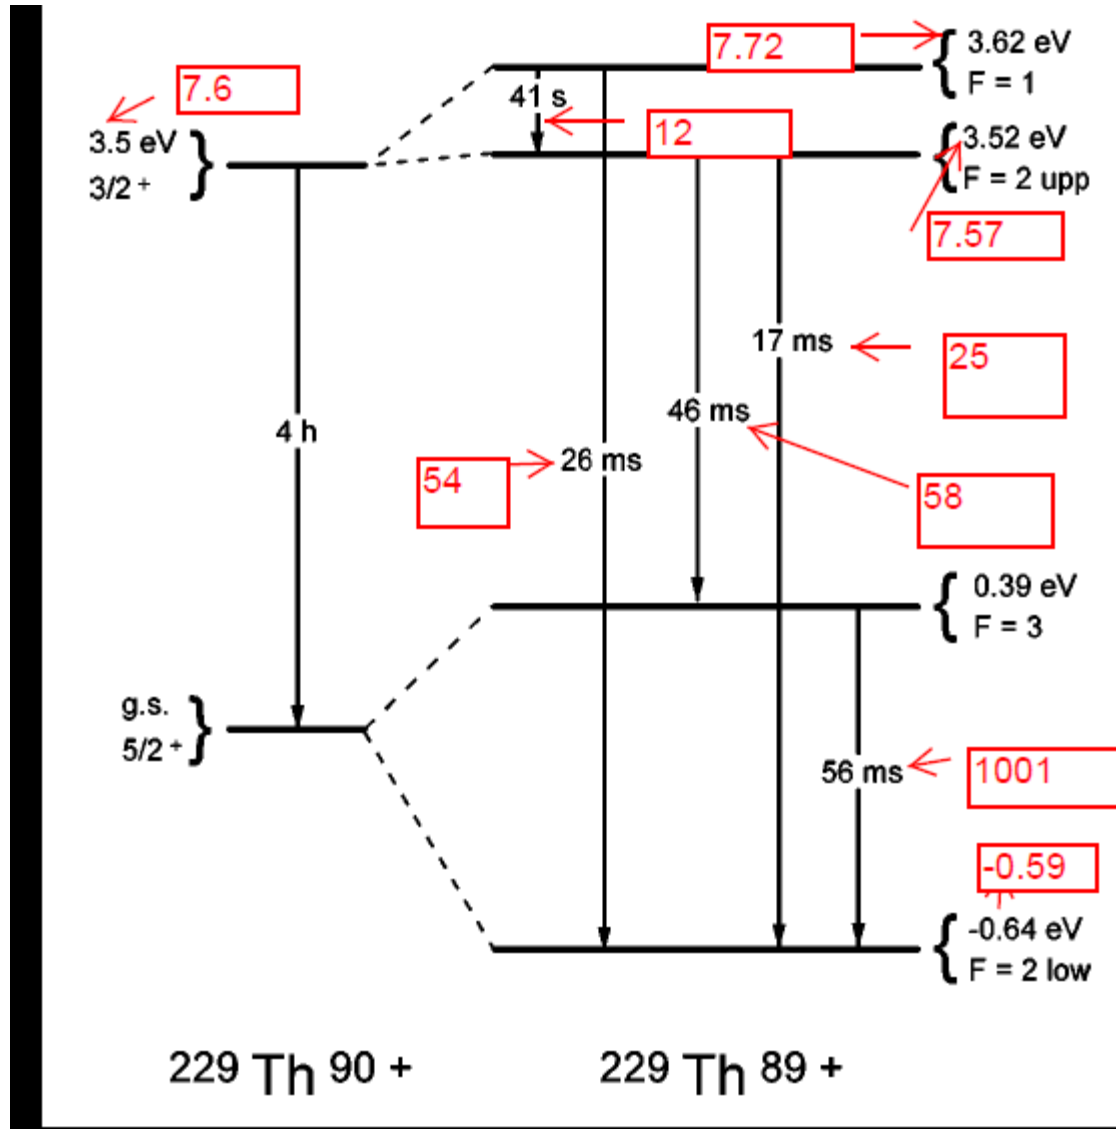 7.72
3.62 eV
F = 1
7.6
41 s
12
3.5 eV
3/2 +
3.52 eV
F = 2 upp
7.57
17 ms
25
46 ms
4 h
54
26 ms
58
0.39 eV
F = 3
g.s.
5/2 +
56 ms
1001
-0.59
-0.64 eV
F = 2 low
229 Th 90 +
229 Th 89 +